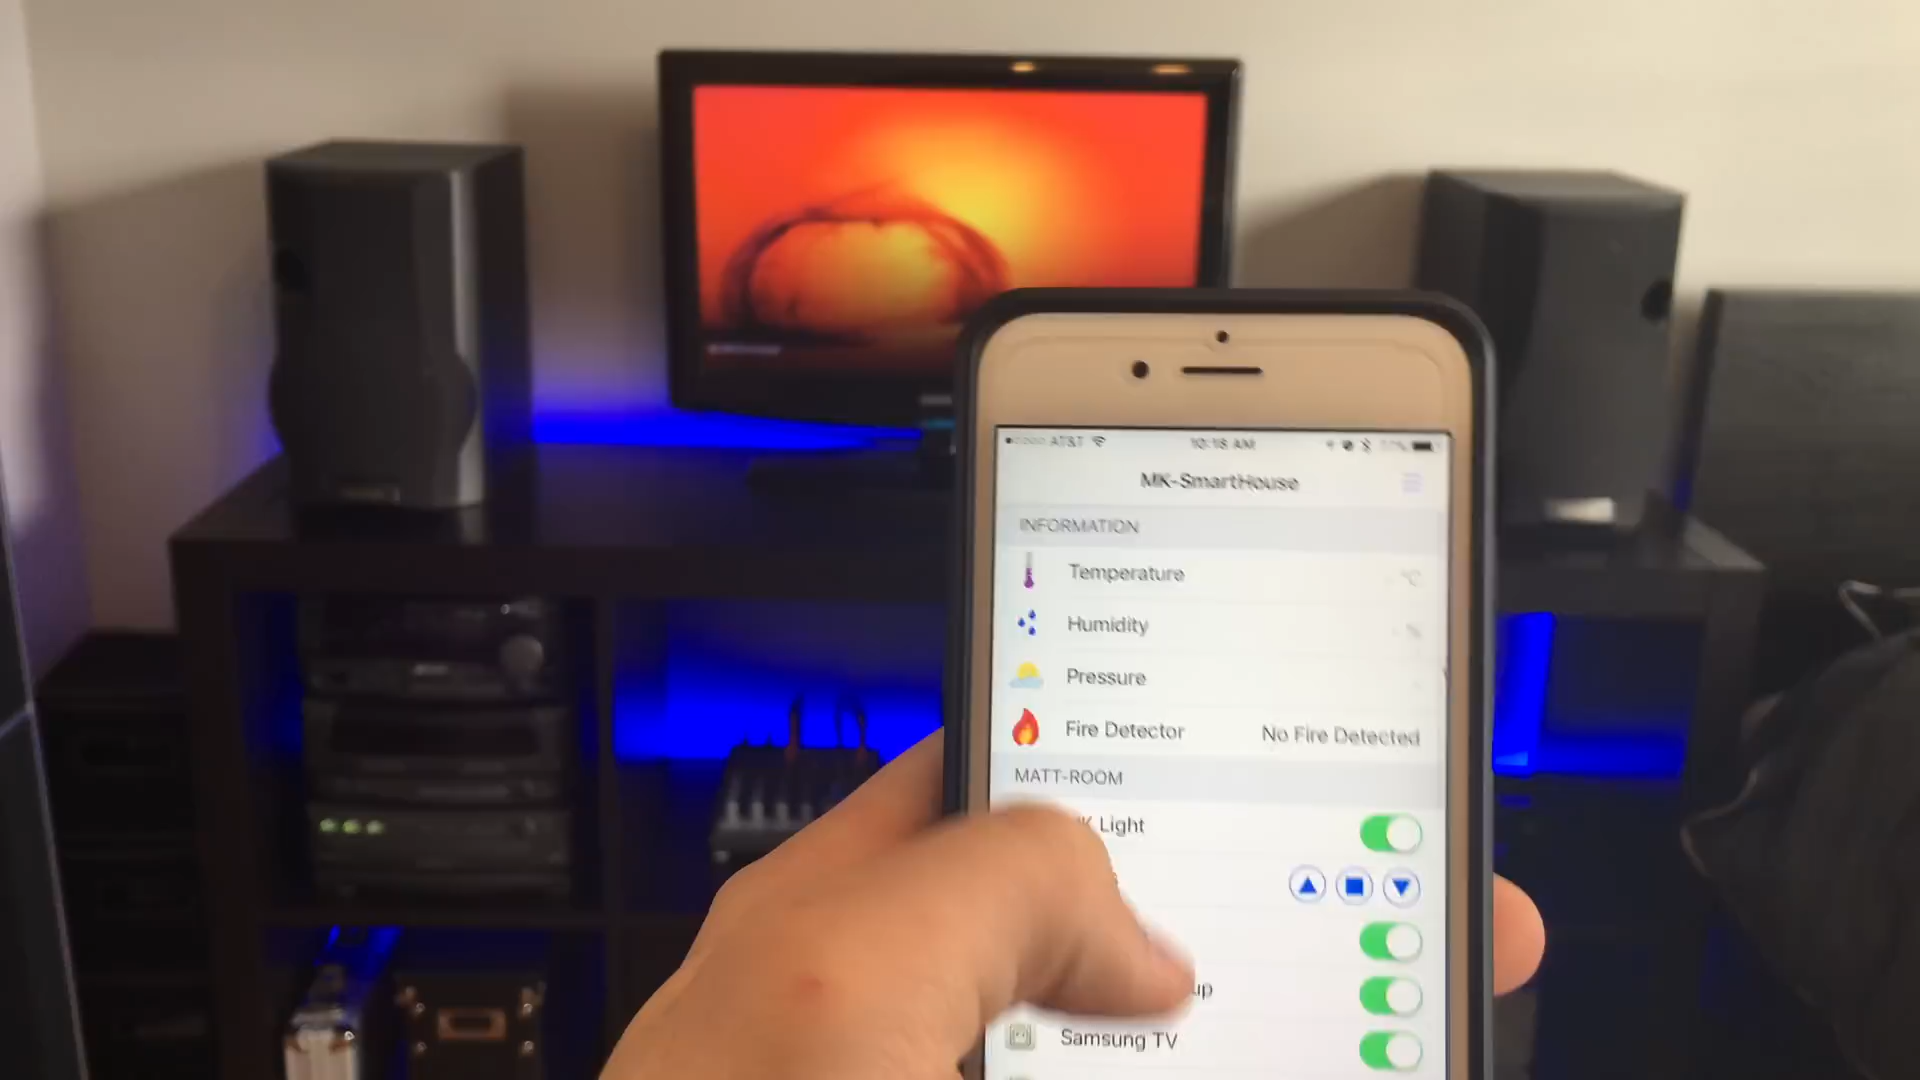 AT&T 10:18 AM
MK-SmartHouse
INFORMATION
Temperature °C
Humidity %
Pressure -
Fire Detector No Fire Detected
MATT-ROOM
Light
up
Samsung TV